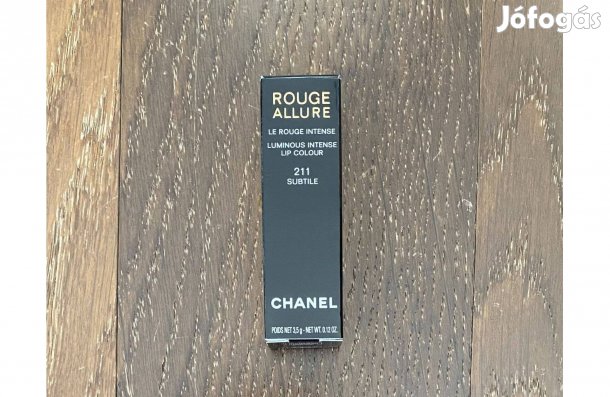 Jófogás
ROUGE
ALLURE
LE ROUGE INTENSE
LUMINOUS INTENSE
LIP COLOUR
211
SUBTILE
CHANEL
POIDS NET 3,5 g - NET WT. 0.12 OZ.